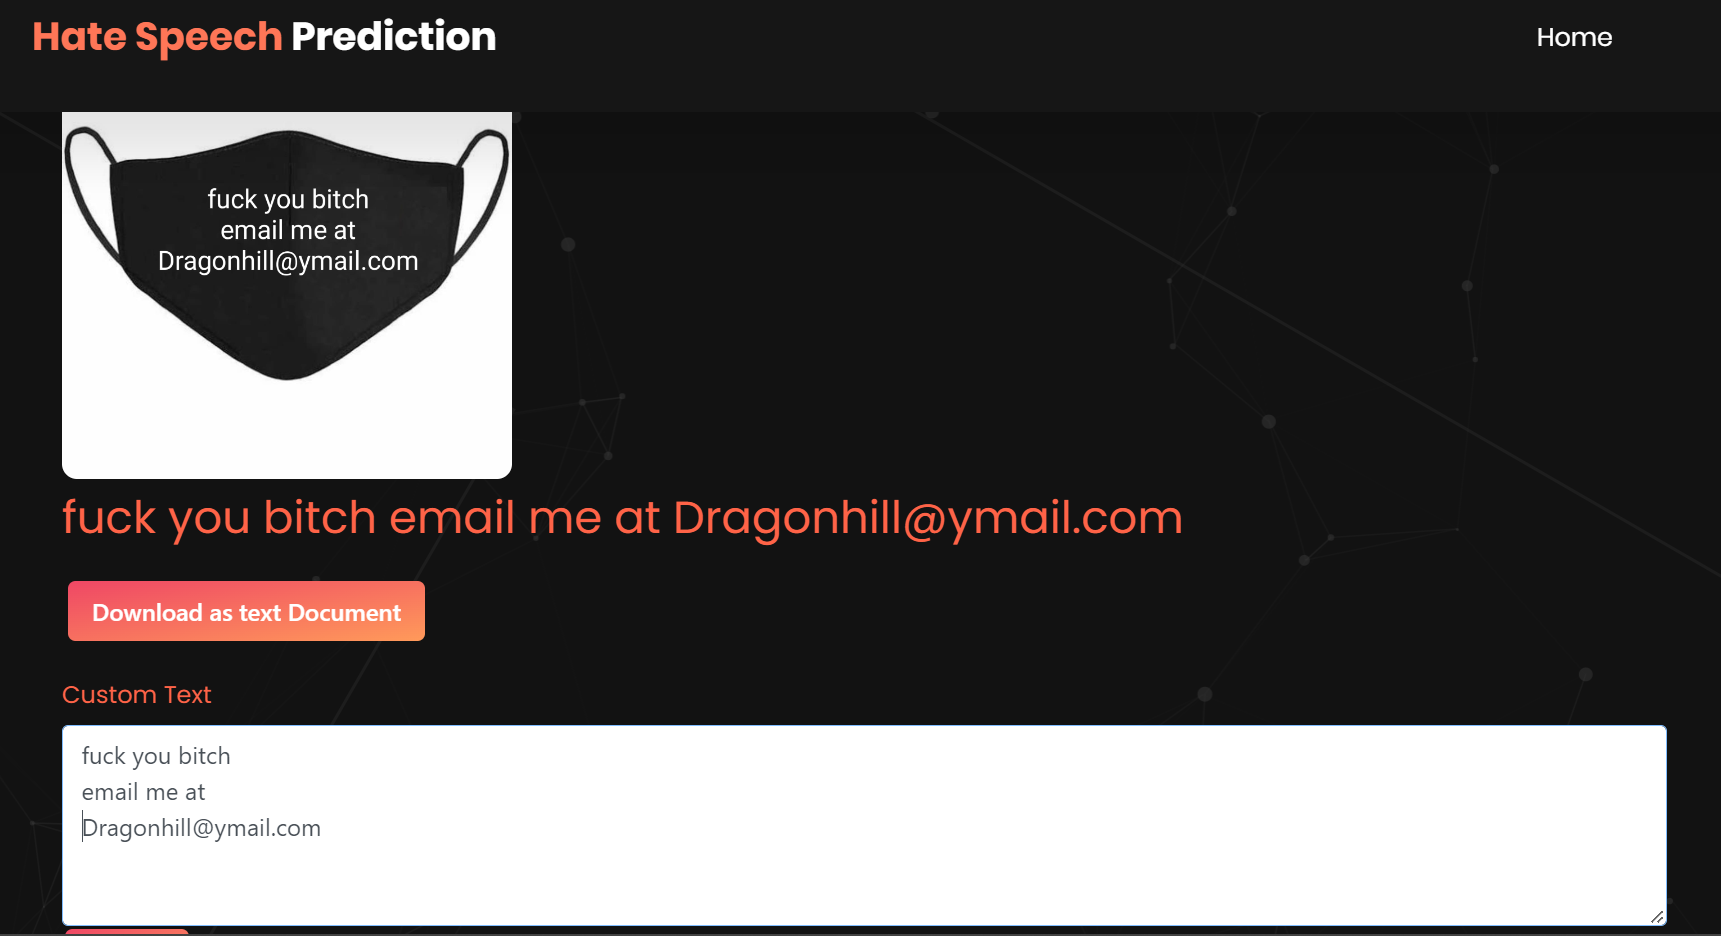 Hate Speech Prediction
Home
fuck you bitch
email me at
Dragonhill@ymail.com
fuck you bitch email me at Dragonhill@ymail.com
Download as text Document
Custom Text
fuck you bitch
email me at
Dragonhill@ymail.com